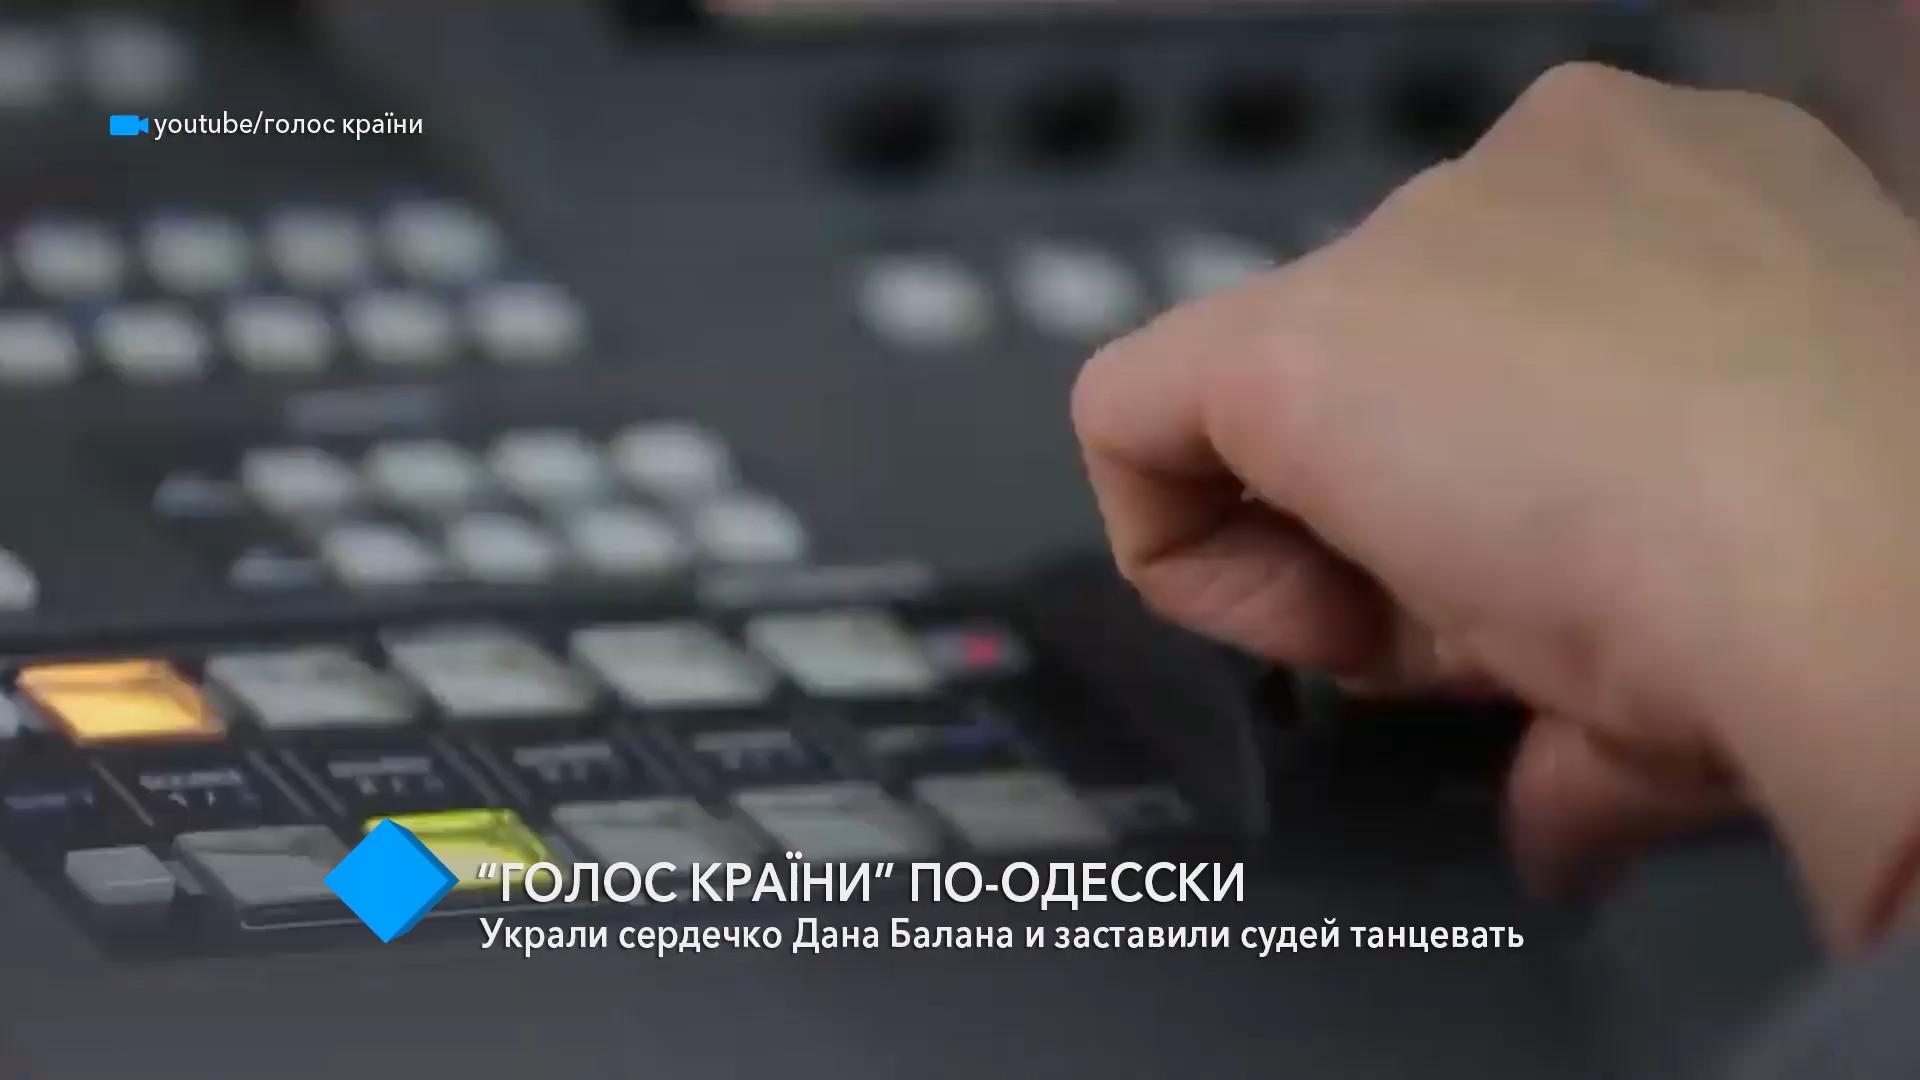 youtube/голос країни
“ГОЛОС КРАЇНИ” ПО-ОДЕССКИ
Украли сердечко Дана Балана и заставили судей танцевать